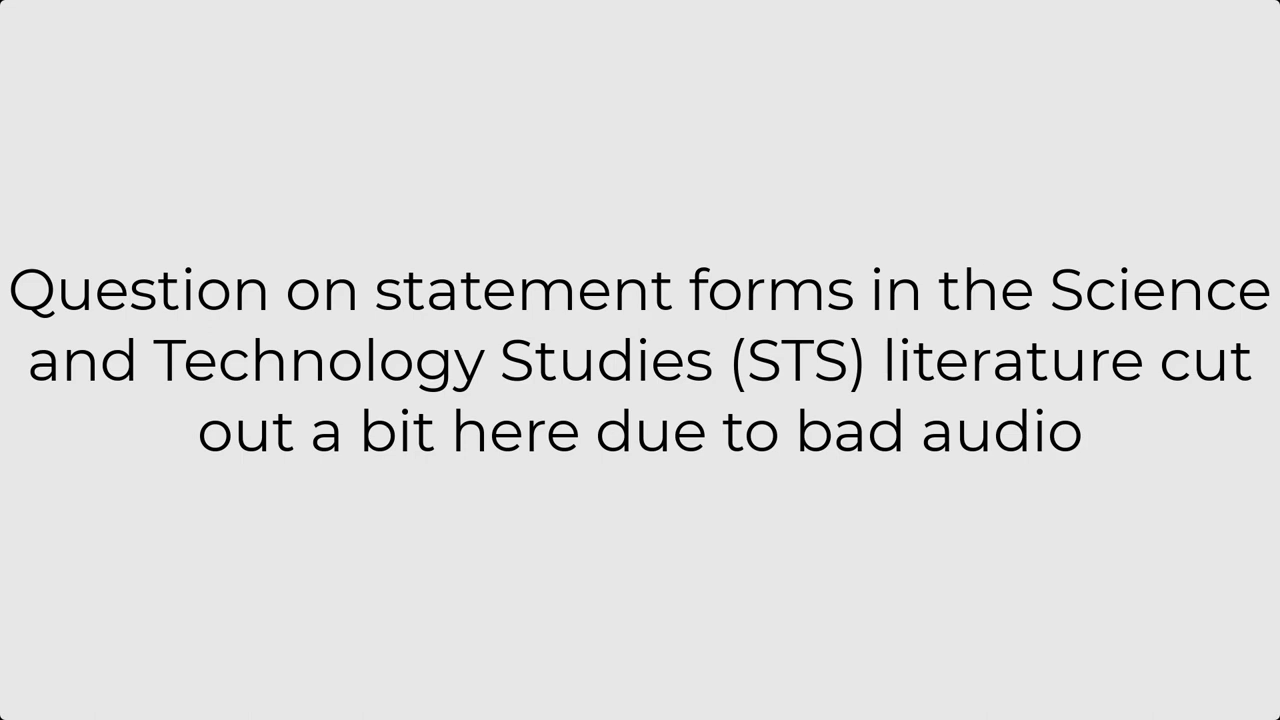 Question on statement forms in the Science
and Technology Studies (STS) literature cut
out a bit here due to bad audio